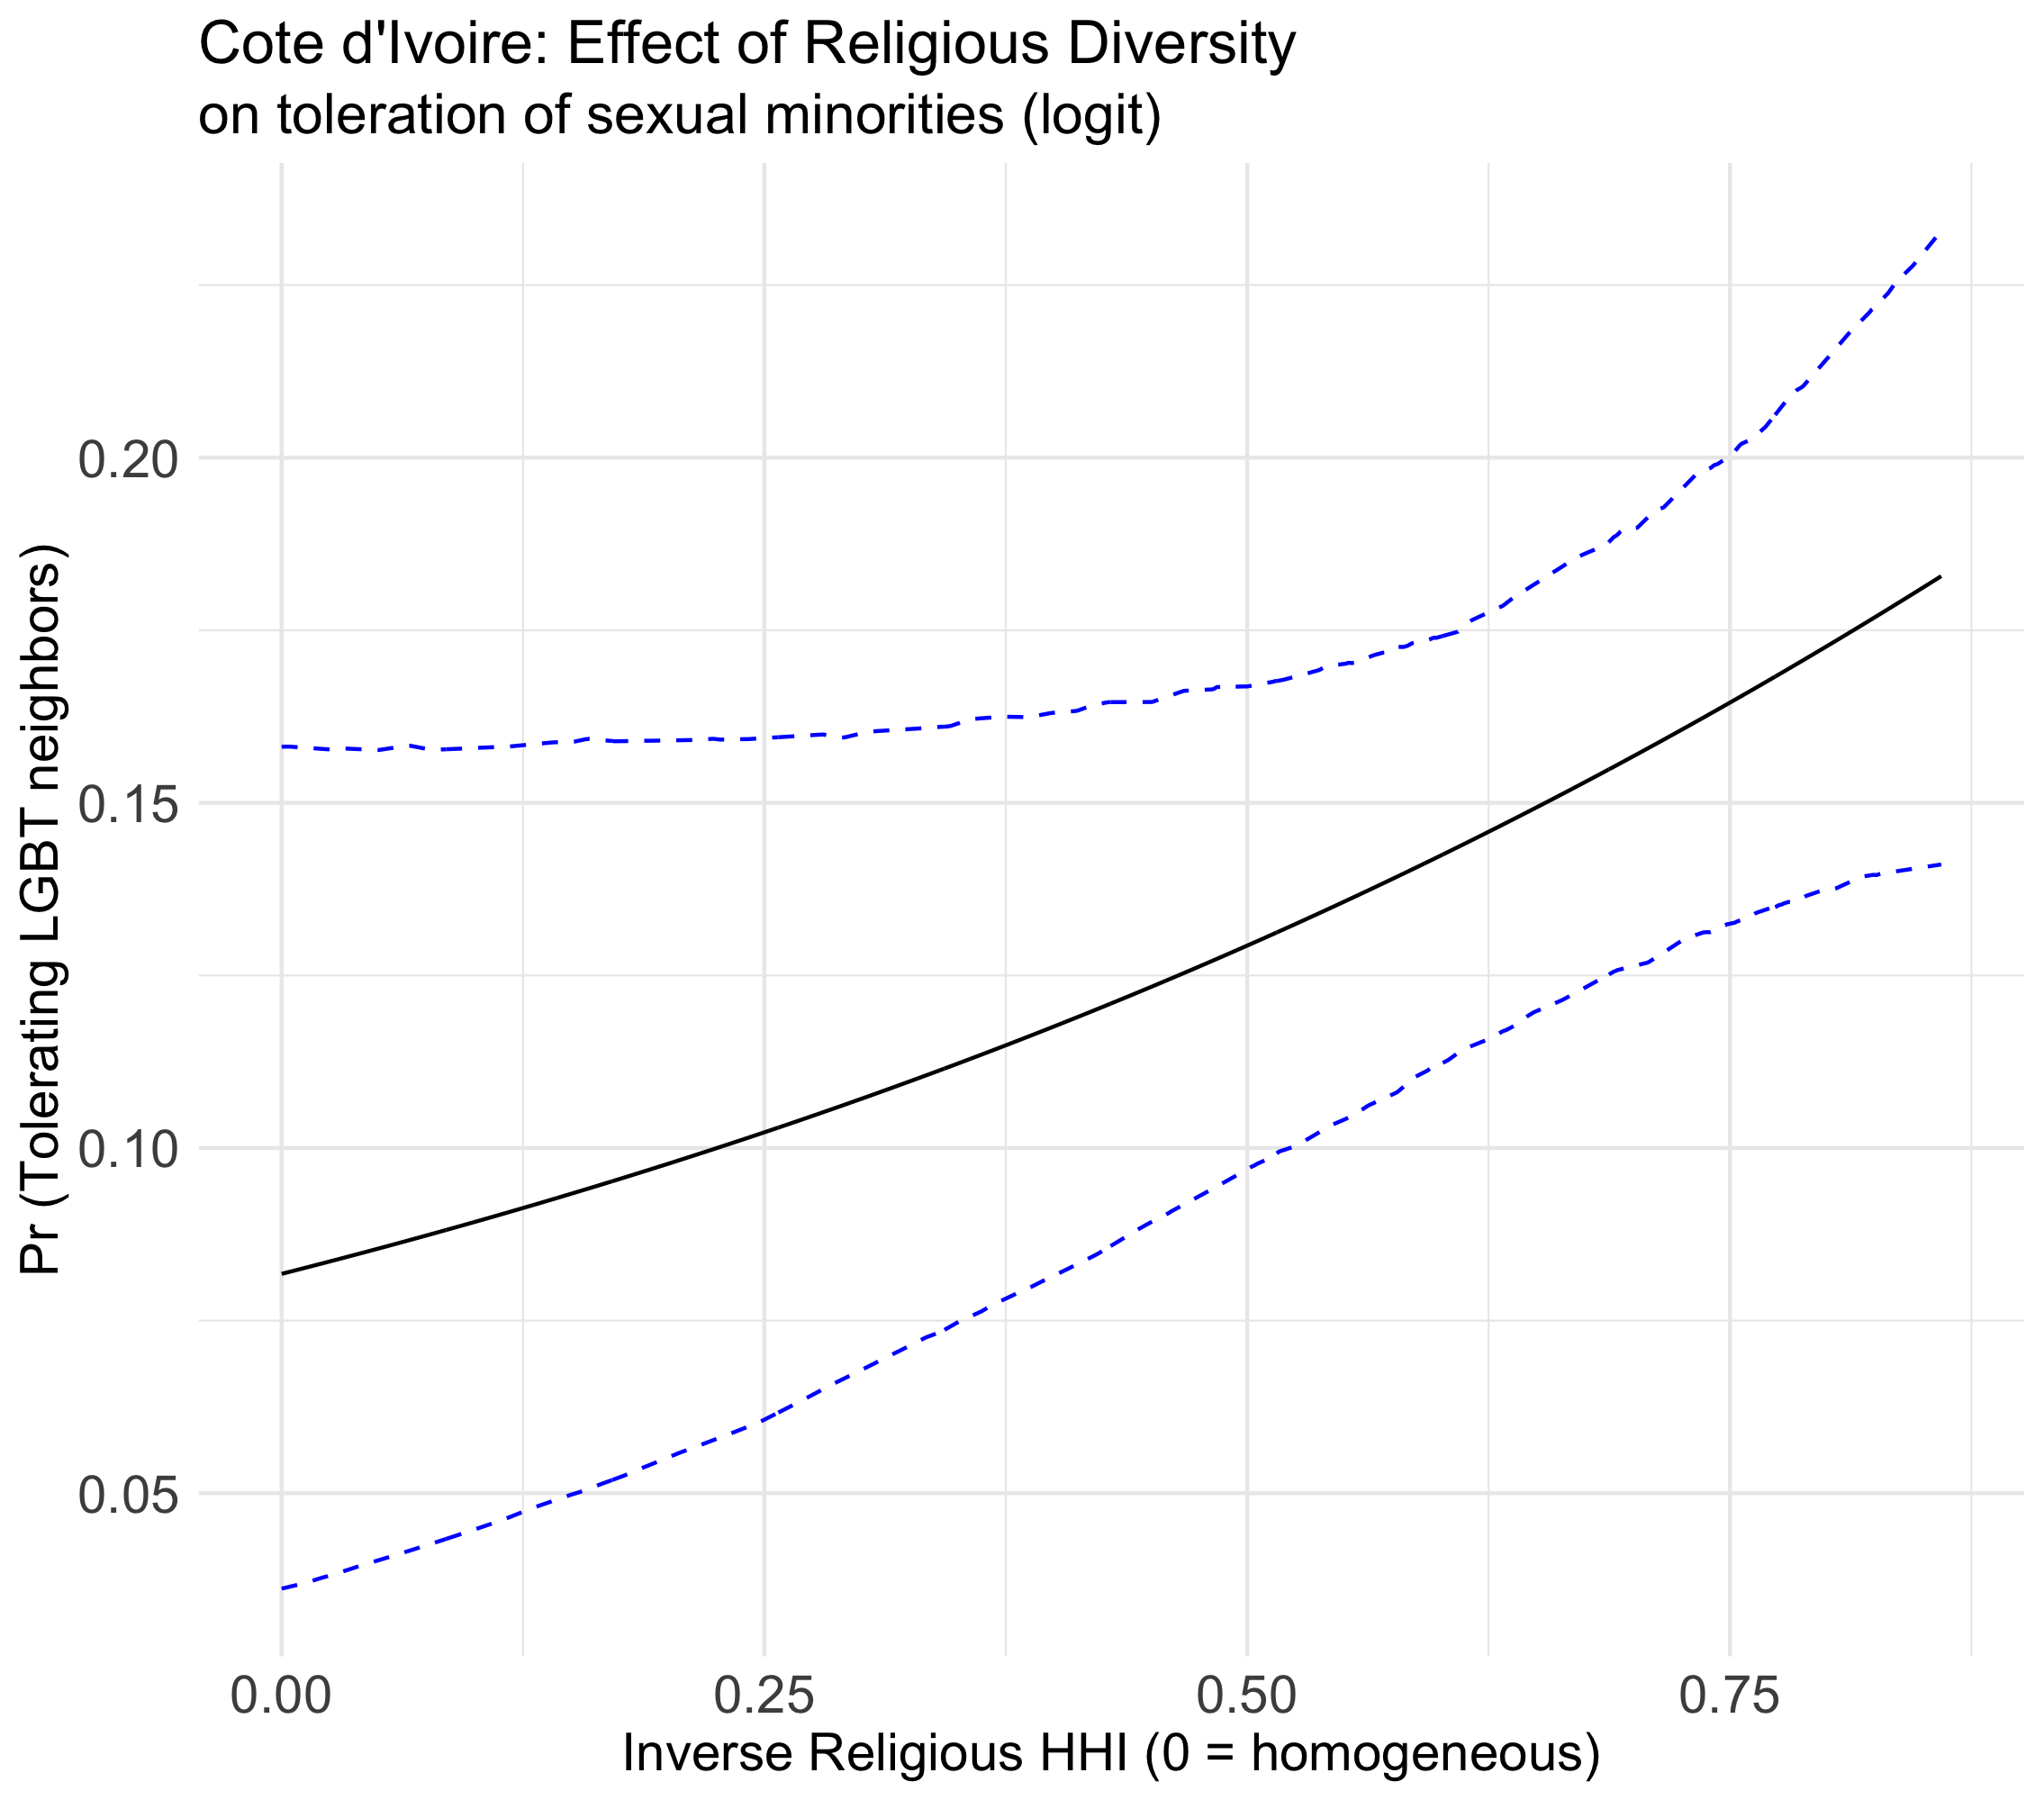 Cote d'Ivoire: Effect of Religious Diversity
on toleration of sexual minorities (logit)
Pr (Tolerating LGBT neighbors)
0.20
0.15
0.10
0.05
0.00
0.25
0.50
0.75
Inverse Religious HHI (0 = homogeneous)